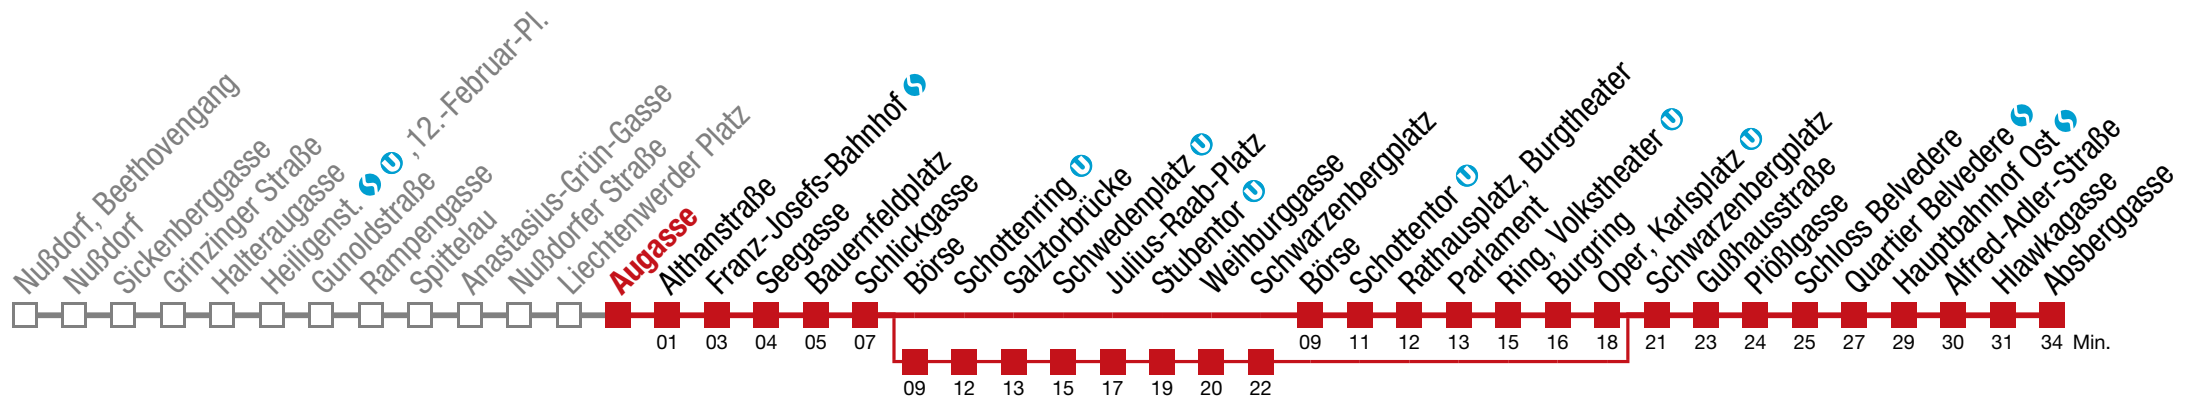 Nußdorf, Beethovengang
Nußdorf
Sickenberggasse
Grinzinger Straße
Halteraugasse
Heiligenst. S U , 12.-Februar-Pl.
Gunoldstraße
Rampengasse
Spittelau
Anastasius-Grün-Gasse
Nußdorfer Straße
Liechtenwerder Platz
Augasse
Althanstraße
Franz-Josefs-Bahnhof S
Seegasse
Bauernfeldplatz
Schlickgasse
Börse
Schottenring U
Salztorbrücke
Schwedenplatz U
Julius-Raab-Platz
Stubentor U
Weihburggasse
Schwarzenbergplatz
Börse
Schottentor U
Rathausplatz, Burgtheater
Parlament
Ring, Volkstheater U
Burgring
Oper, Karlsplatz U
Schwarzenbergplatz
Gußhausstraße
Plößlgasse
Schloss Belvedere
Quartier Belvedere S
Hauptbahnhof Ost S
Alfred-Adler-Straße
Hlawkagasse
Absberggasse
01 03 04 05 07 09 11 12 13 15 16 18 21 23 24 25 27 29 30 31 34 Min.
09 12 13 15 17 19 20 22